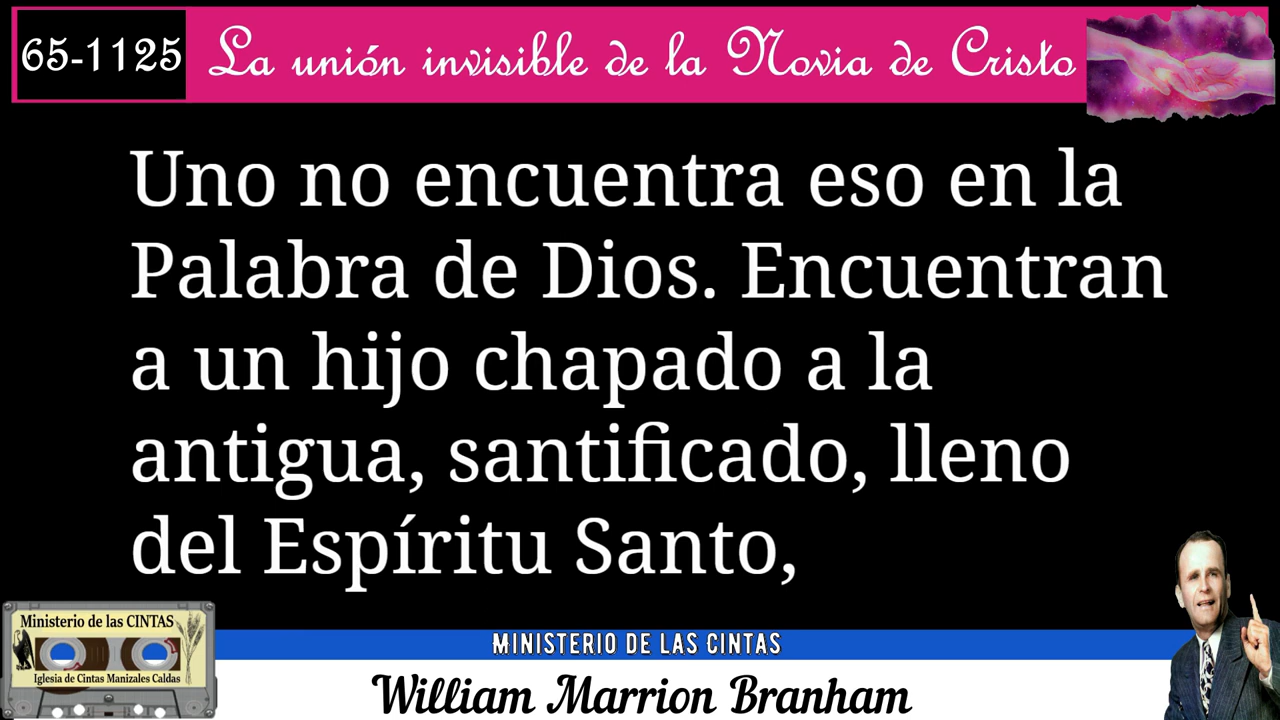 65-1125 La unión invisible de la Novia de Cristo
Uno no encuentra eso en la
Palabra de Dios. Encuentran
a un hijo chapado a la
antigua, santificado, lleno
del Espíritu Santo,
Ministerio de las CINTAS
Iglesia de Cintas Manizales Caldas
MINISTERIO DE LAS CINTAS
William Marrion Branham